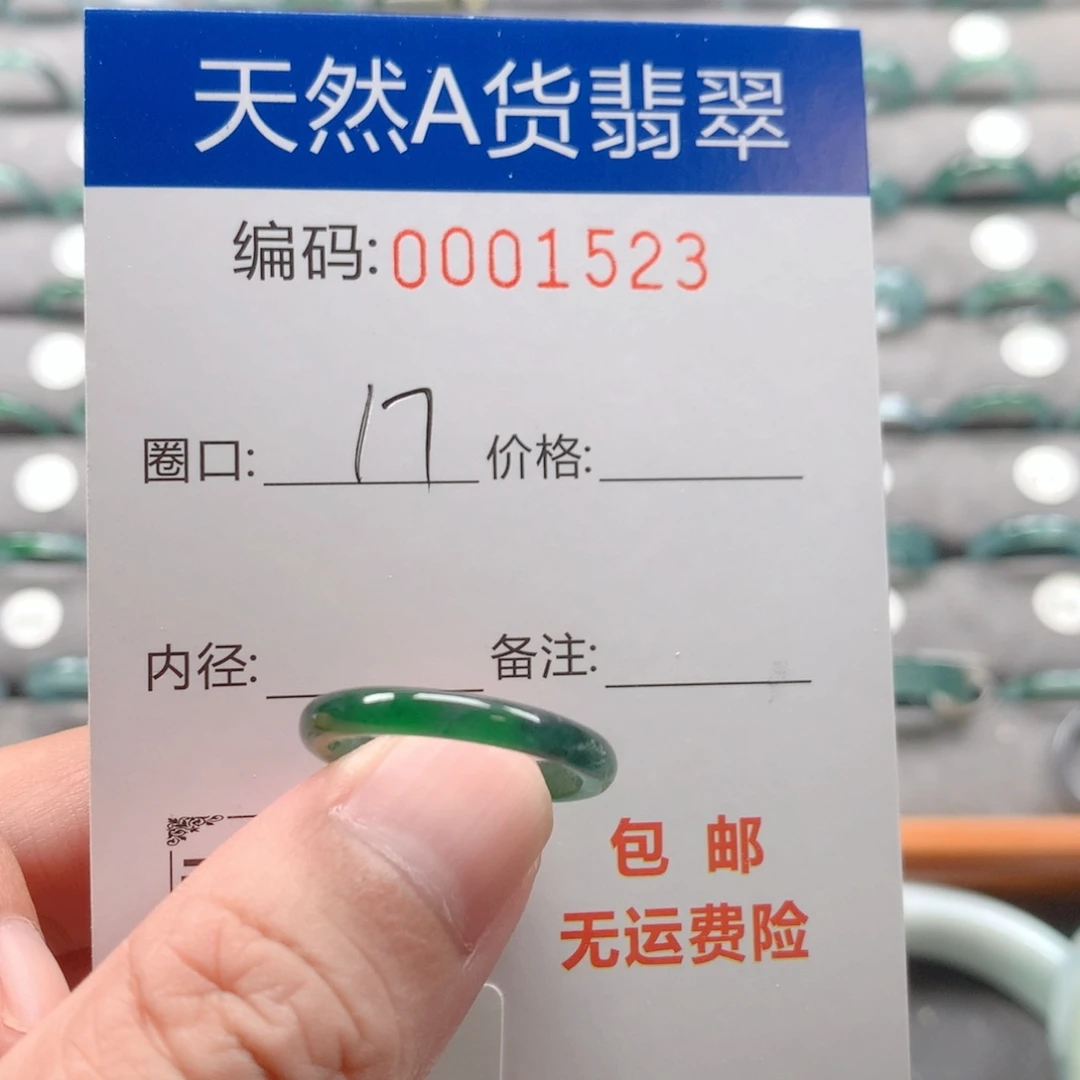 天然A货翡翠
编码:0001523
圈口: 17 价格:
内径: 备注:
包邮
无运费险